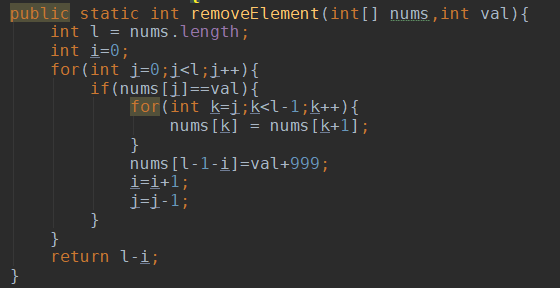 public static int removeElement(int[] nums,int val){
    int l = nums.length;
    int i=0;
    for(int j=0;j<l;j++){
        if(nums[j]==val){
            for(int k=j;k<l-1;k++){
                nums[k] = nums[k+1];
            }
            nums[l-1-i]=val+999;
            i=i+1;
            j=j-1;
        }
    }
    return l-i;
}